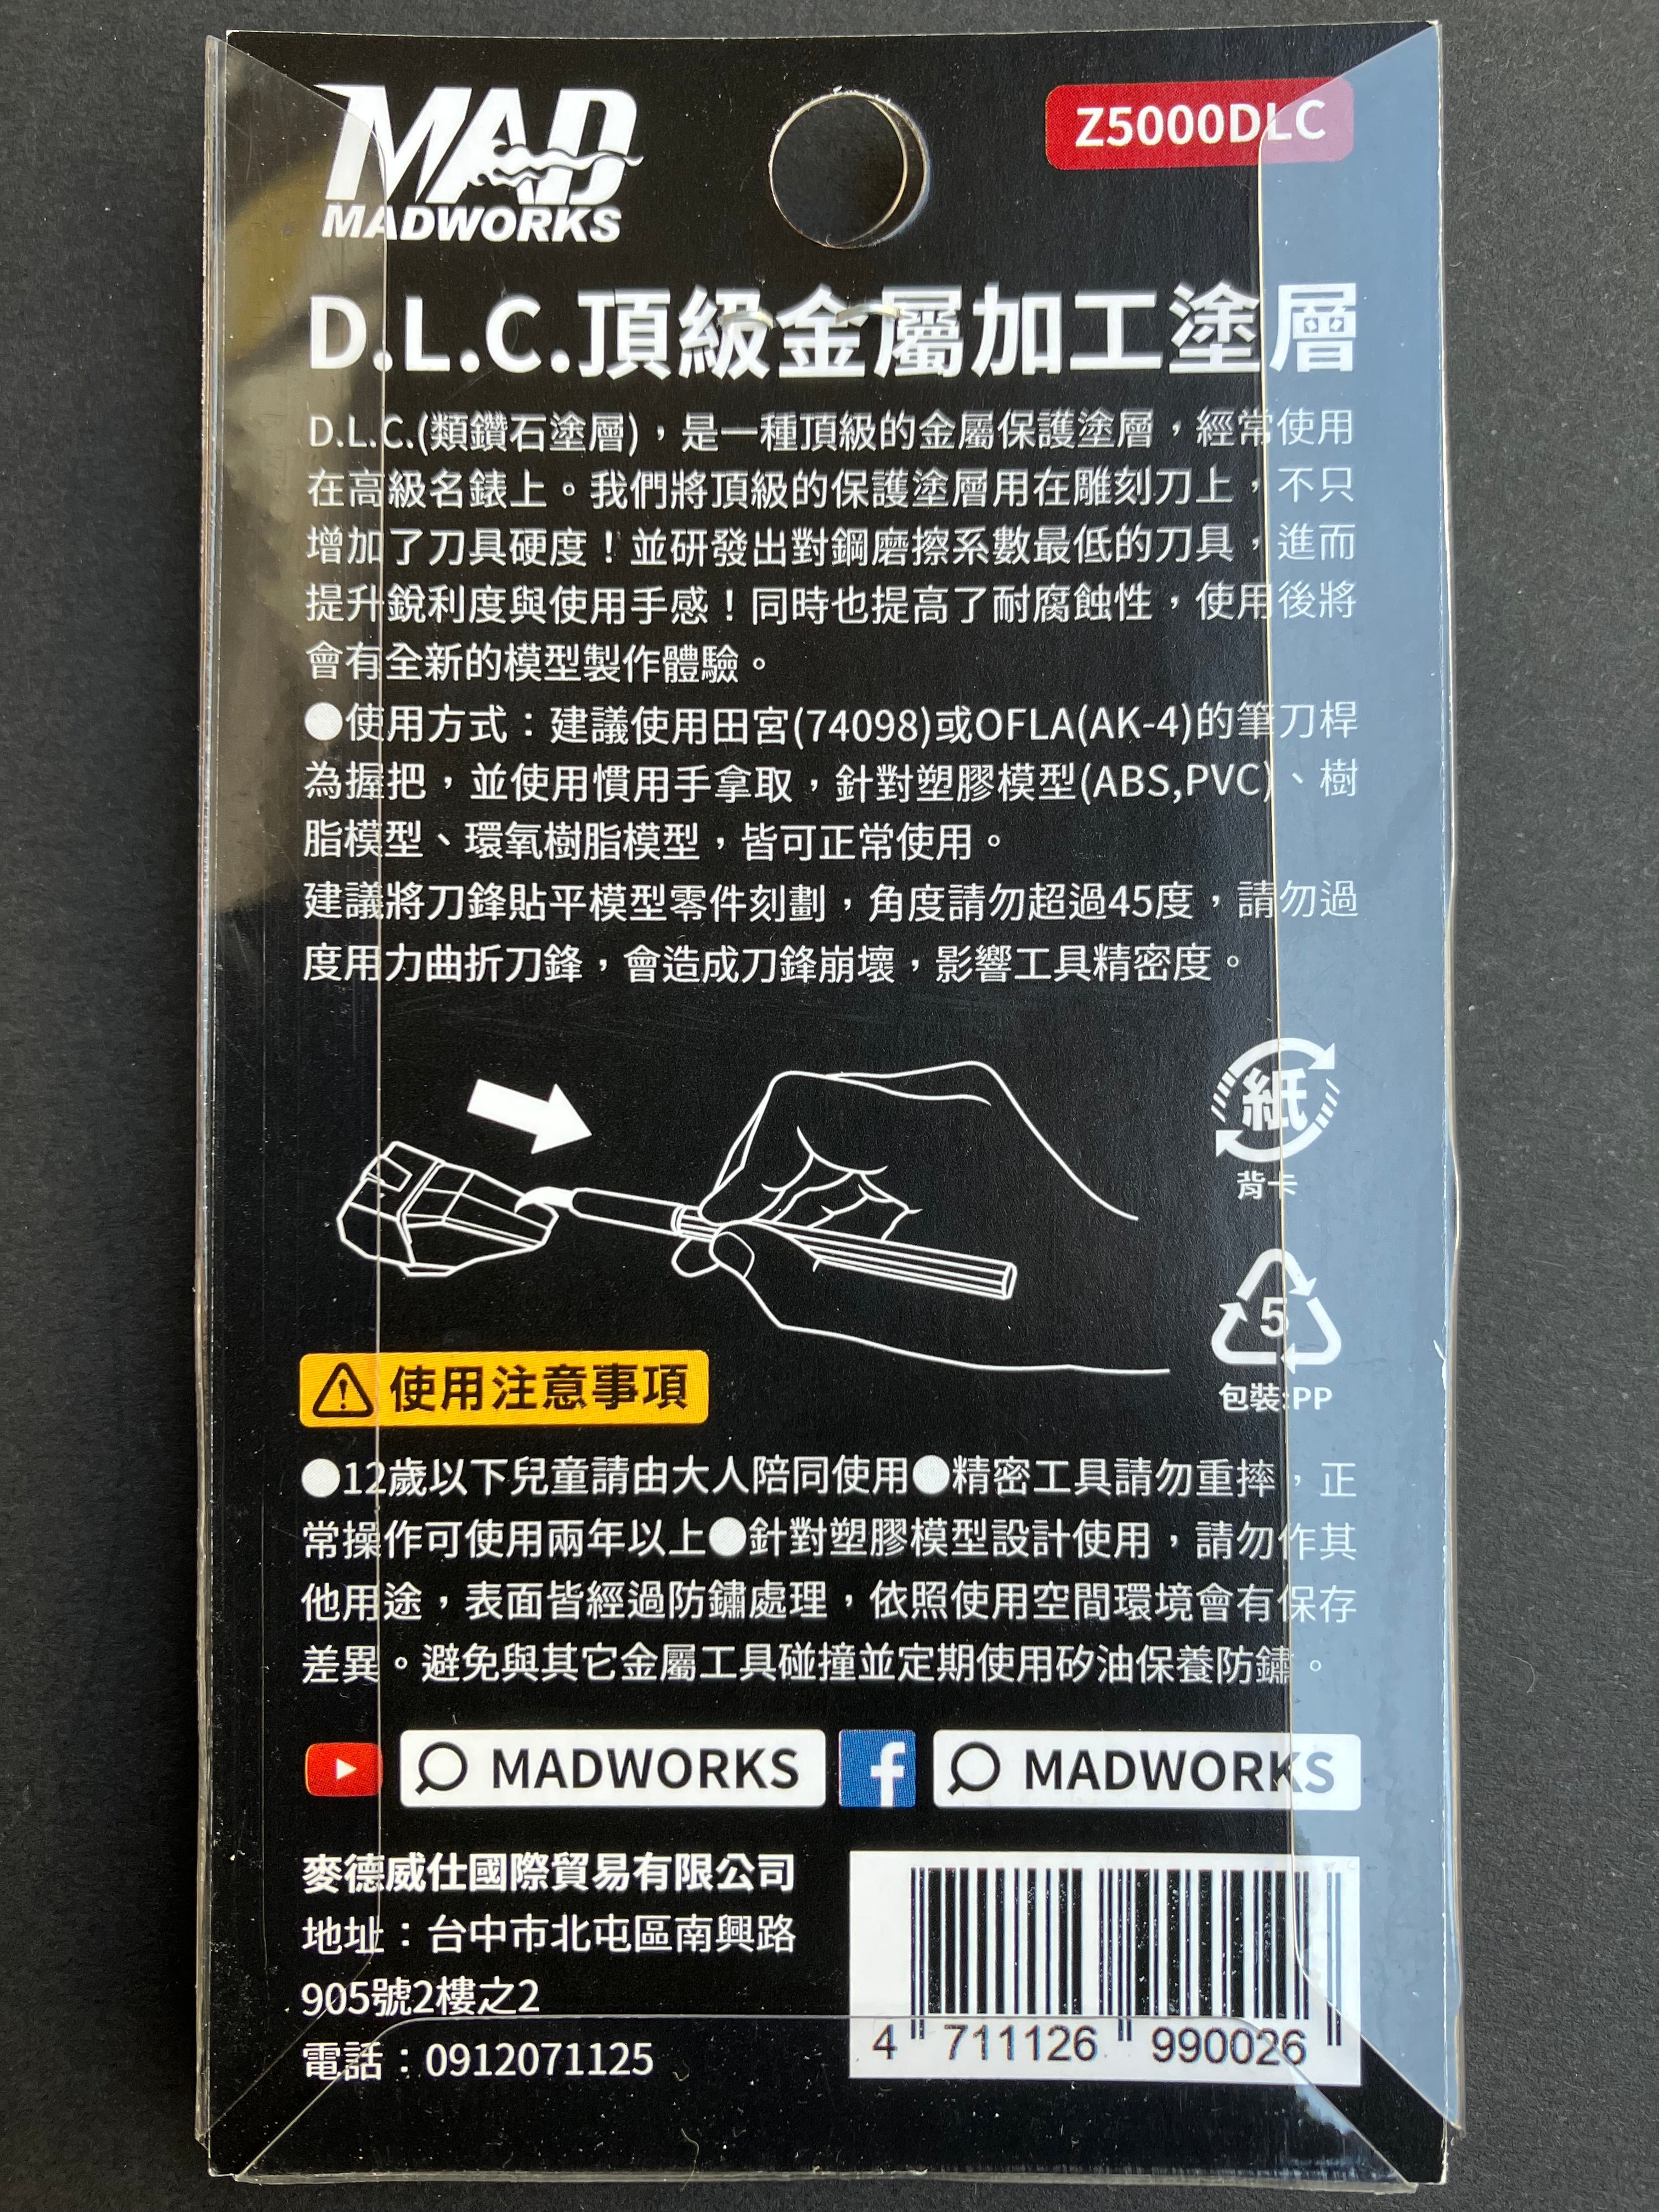 MAD
MADWORKS
Z5000DLC
D.L.C.頂級金屬加工塗層
D.L.C.(類鑽石塗層)，是一種頂級的金屬保護塗層，經常使用
在高級名錶上。我們將頂級的保護塗層用在雕刻刀上，不只
增加了刀具硬度！並研發出對鋼磨擦系數最低的刀具，進而
提升銳利度與使用手感！同時也提高了耐腐蝕性，使用後將
會有全新的模型製作體驗。
●使用方式：建議使用田宮(74098)或OFLA(AK-4)的筆刀桿
為握把，並使用慣用手拿取，針對塑膠模型(ABS,PVC)、樹
脂模型、環氧樹脂模型，皆可正常使用。
建議將刀鋒貼平模型零件刻劃，角度請勿超過45度，請勿過
度用力曲折刀鋒，會造成刀鋒崩壞，影響工具精密度。
紙
背卡
5
包裝:PP
使用注意事項
●12歲以下兒童請由大人陪同使用●精密工具請勿重摔，正
常操作可使用兩年以上●針對塑膠模型設計使用，請勿作其
他用途，表面皆經過防鏽處理，依照使用空間環境會有保存
差異。避免與其它金屬工具碰撞並定期使用矽油保養防鏽。
MADWORKS
MADWORKS
麥德威仕國際貿易有限公司
地址：台中市北屯區南興路
905號2樓之2
電話：0912071125
4 711126 990026